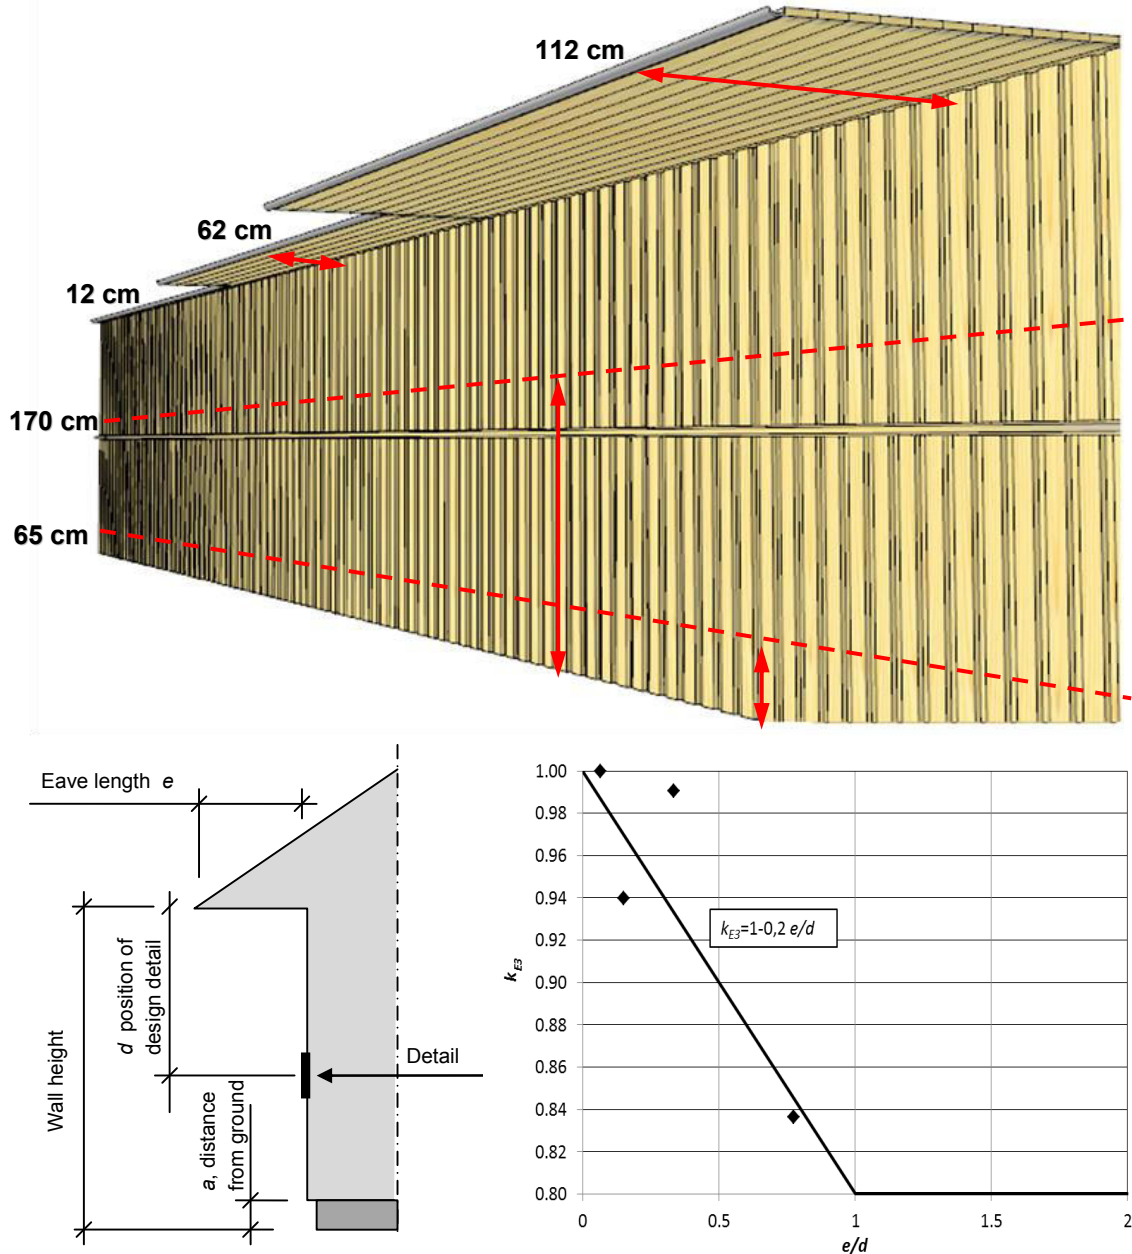 112 cm
62 cm
12 cm
170 cm
65 cm
Eave length e
Wall height
d position of
design detail
a, distance
from ground
Detail
1.00
0.98
0.96
0.94
0.92
0.90
0.88
0.86
0.84
0.82
0.80
k_E3
k_E3=1-0,2 e/d
0
0.5
1
1.5
2
e/d